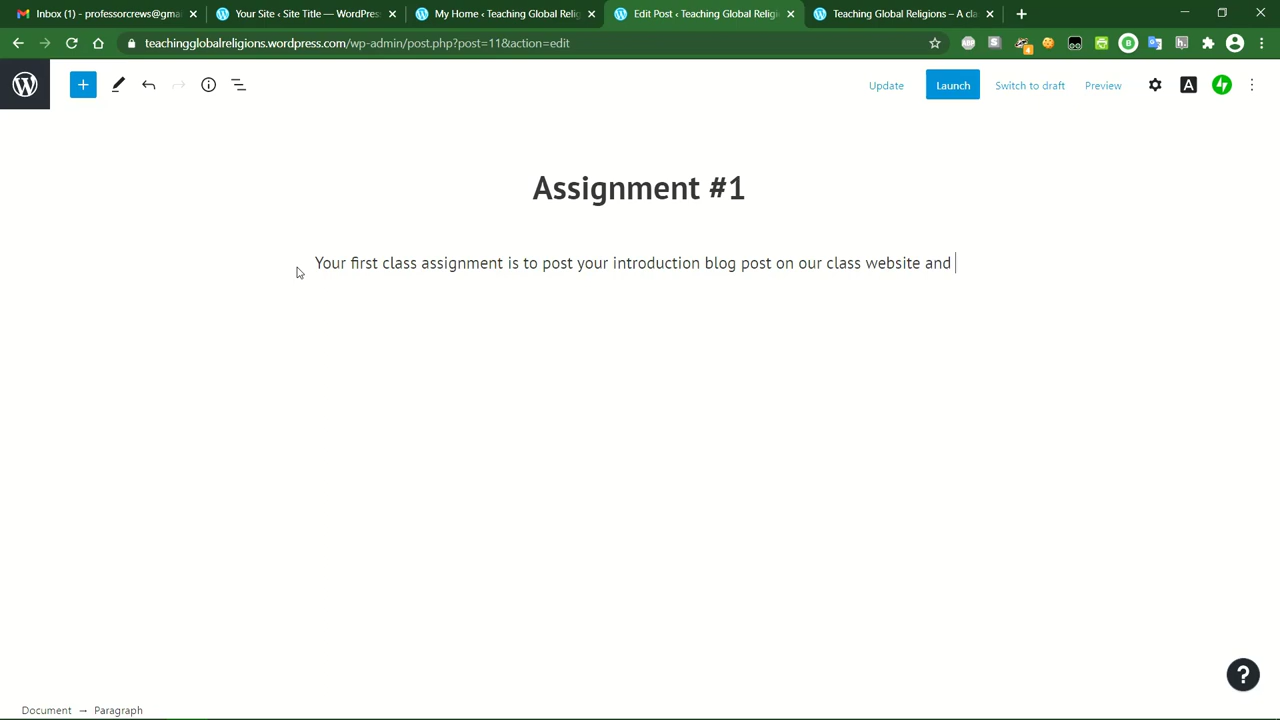 Inbox (1) - professorcrews@gma
Your Site ‹ Site Title — WordPres
My Home ‹ Teaching Global Relig
Edit Post ‹ Teaching Global Religi
Teaching Global Religions – A cla
teachingglobalreligions.wordpress.com/wp-admin/post.php?post=11&action=edit
Update
Launch
Switch to draft
Preview
Assignment #1
Your first class assignment is to post your introduction blog post on our class website and
Document → Paragraph